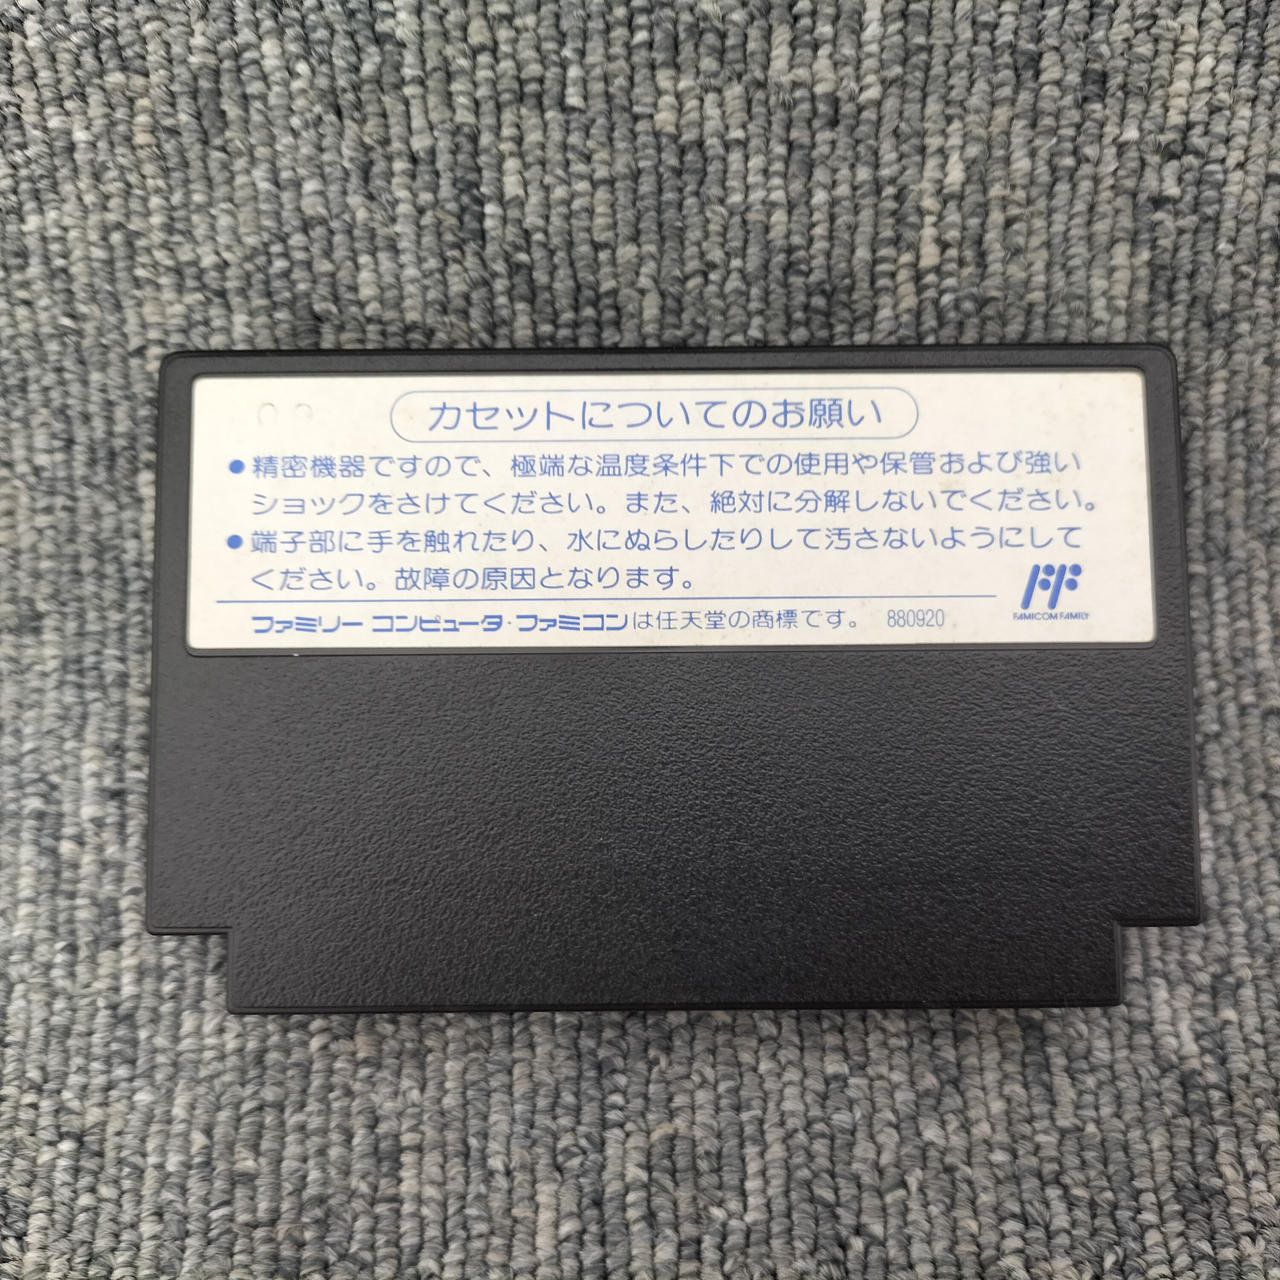 カセットについてのお願い
●精密機器ですので、極端な温度条件下での使用や保管および強い
ショックをさけてください。また、絶対に分解しないでください。
●端子部に手を触れたり、水にぬらしたりして汚さないようにして
ください。故障の原因となります。
ファミリーコンピュータ・ファミコンは任天堂の商標です。 880920
FAMICOM FAMILY